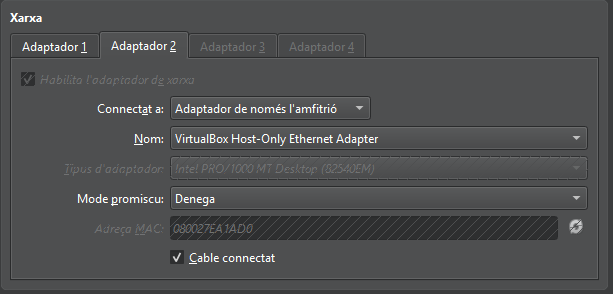 Xarxa
Adaptador 1 Adaptador 2 Adaptador 3 Adaptador 4
Habilita l'adaptador de xarxa
Connectat a: Adaptador de només l'amfitrió
Nom: VirtualBox Host-Only Ethernet Adapter
Tipus d'adaptador: Intel PRO/1000 MT Desktop (82540EM)
Mode promiscu: Denega
Adreça MAC: 080027EA1AD0
Cable connectat